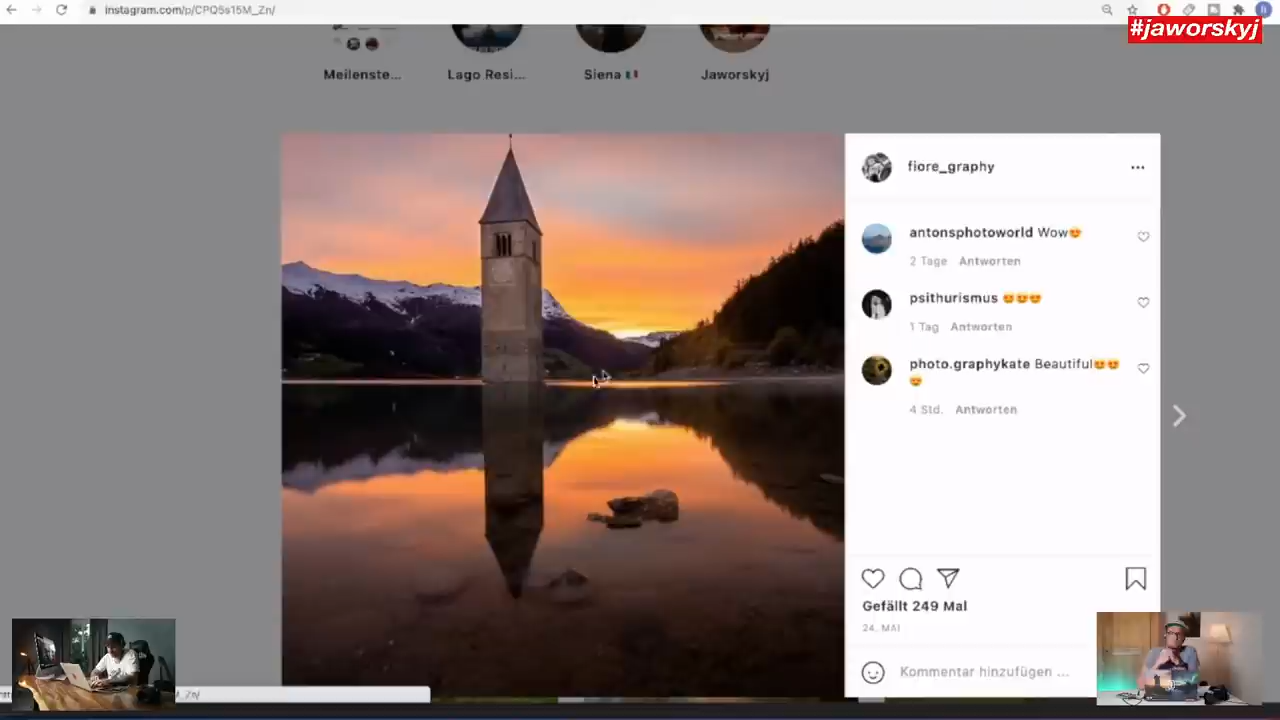 instagram.com/p/CPQ5s15M_Zn/
#jaworskyj
Meilenste...
Lago Resi...
Siena
Jaworskyj
fiore_graphy
antonsphotoworld Wow😍
2 Tage Antworten
psithurismus 😍😍😍
1 Tag Antworten
photo.graphykate Beautiful😍😍
😍
4 Std. Antworten
Gefällt 249 Mal
24. MAI
Kommentar hinzufügen ...